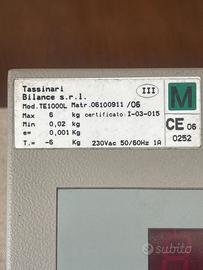 Tassinari
Bilance s.r.l. III
Mod.TE1000L Matr.06100911/06 M
Max 6 kg certificato: I-03-015
Min 0,02 kg
e= 0,001 Kg
T.= -6 Kg 230Vac 50/60Hz 1A
CE 06
0252
subito